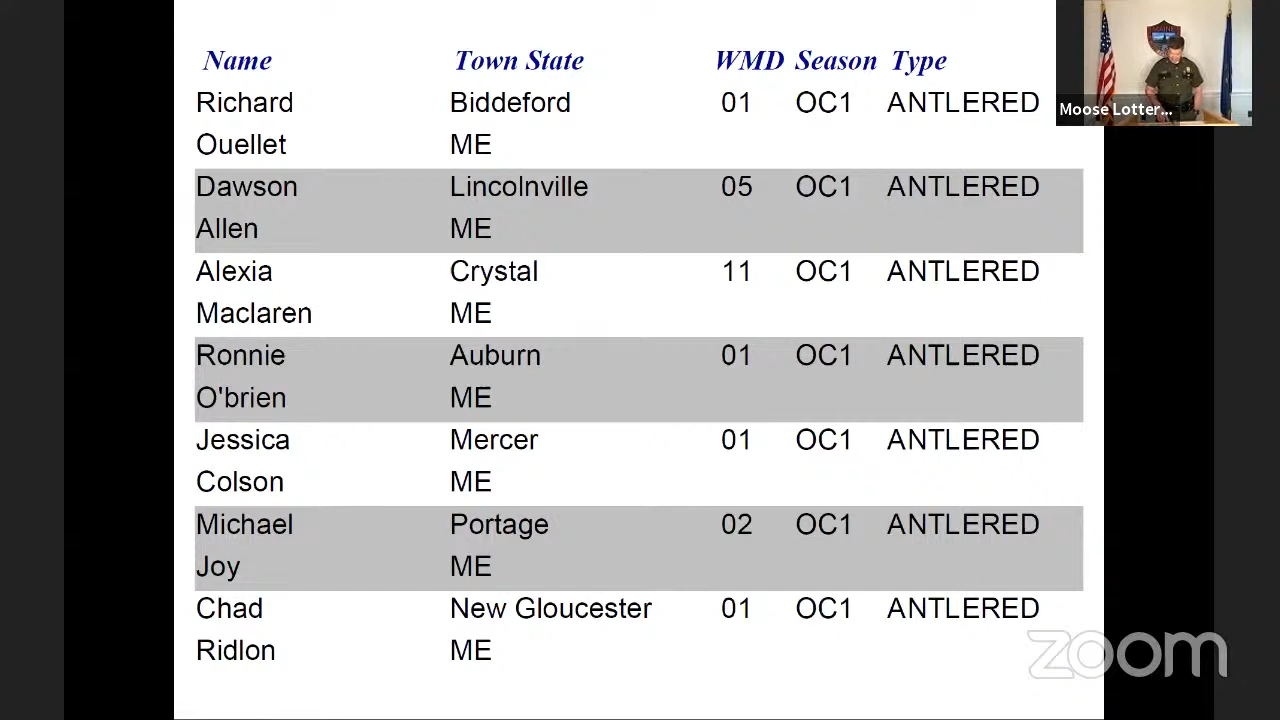 Name Town State WMD Season Type
Richard Biddeford 01 OC1 ANTLERED
Ouellet ME
Dawson Lincolnville 05 OC1 ANTLERED
Allen ME
Alexia Crystal 11 OC1 ANTLERED
Maclaren ME
Ronnie Auburn 01 OC1 ANTLERED
O'brien ME
Jessica Mercer 01 OC1 ANTLERED
Colson ME
Michael Portage 02 OC1 ANTLERED
Joy ME
Chad New Gloucester 01 OC1 ANTLERED
Ridlon ME
Moose Lotter...
zoom